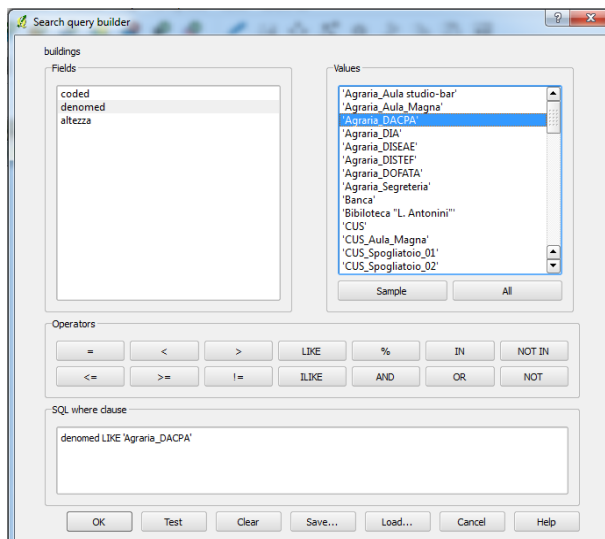 Search query builder
buildings
Fields
coded
denomed
altezza
Values
'Agraria_Aula studio-bar'
'Agraria_Aula_Magna'
'Agraria_DACPA'
'Agraria_DIA'
'Agraria_DISEAE'
'Agraria_DISTEF'
'Agraria_DOFATA'
'Agraria_Segreteria'
'Banca'
'Bibiloteca "L. Antonini"'
'CUS'
'CUS_Aula_Magna'
'CUS_Spogliatoio_01'
'CUS_Spogliatoio_02'
Sample All
Operators
= < > LIKE % IN NOT IN
<= >= != ILIKE AND OR NOT
SQL where clause
denomed LIKE 'Agraria_DACPA'
OK Test Clear Save... Load... Cancel Help